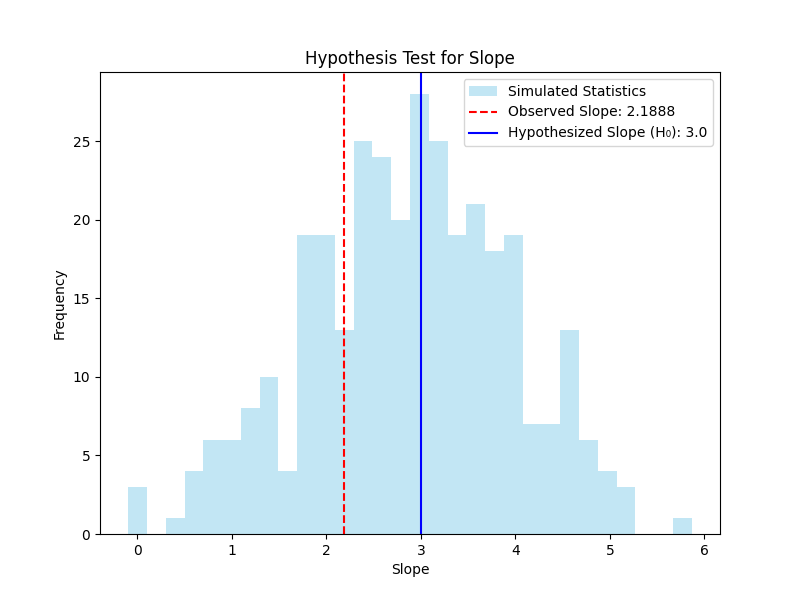 Hypothesis Test for Slope
Simulated Statistics
Observed Slope: 2.1888
Hypothesized Slope (H₀): 3.0
Frequency
25
20
15
10
5
0
0 1 2 3 4 5 6
Slope